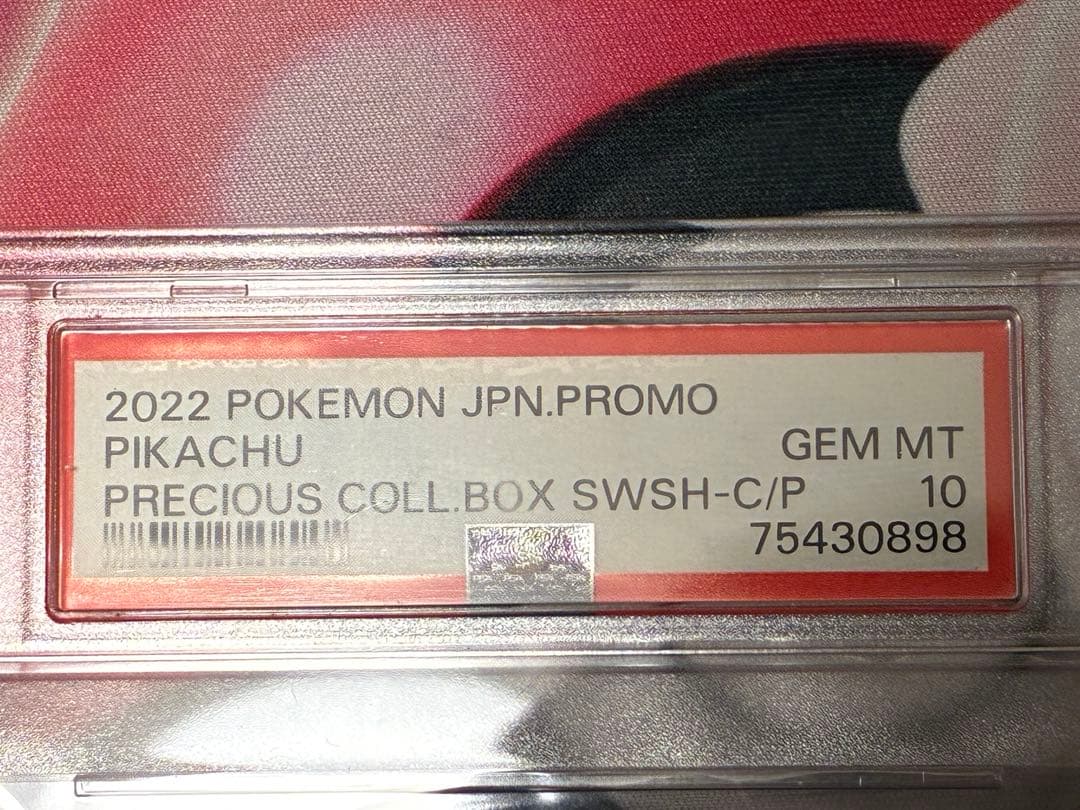 2022 POKEMON JPN.PROMO
PIKACHU GEM MT
PRECIOUS COLL.BOX SWSH-C/P 10
75430898